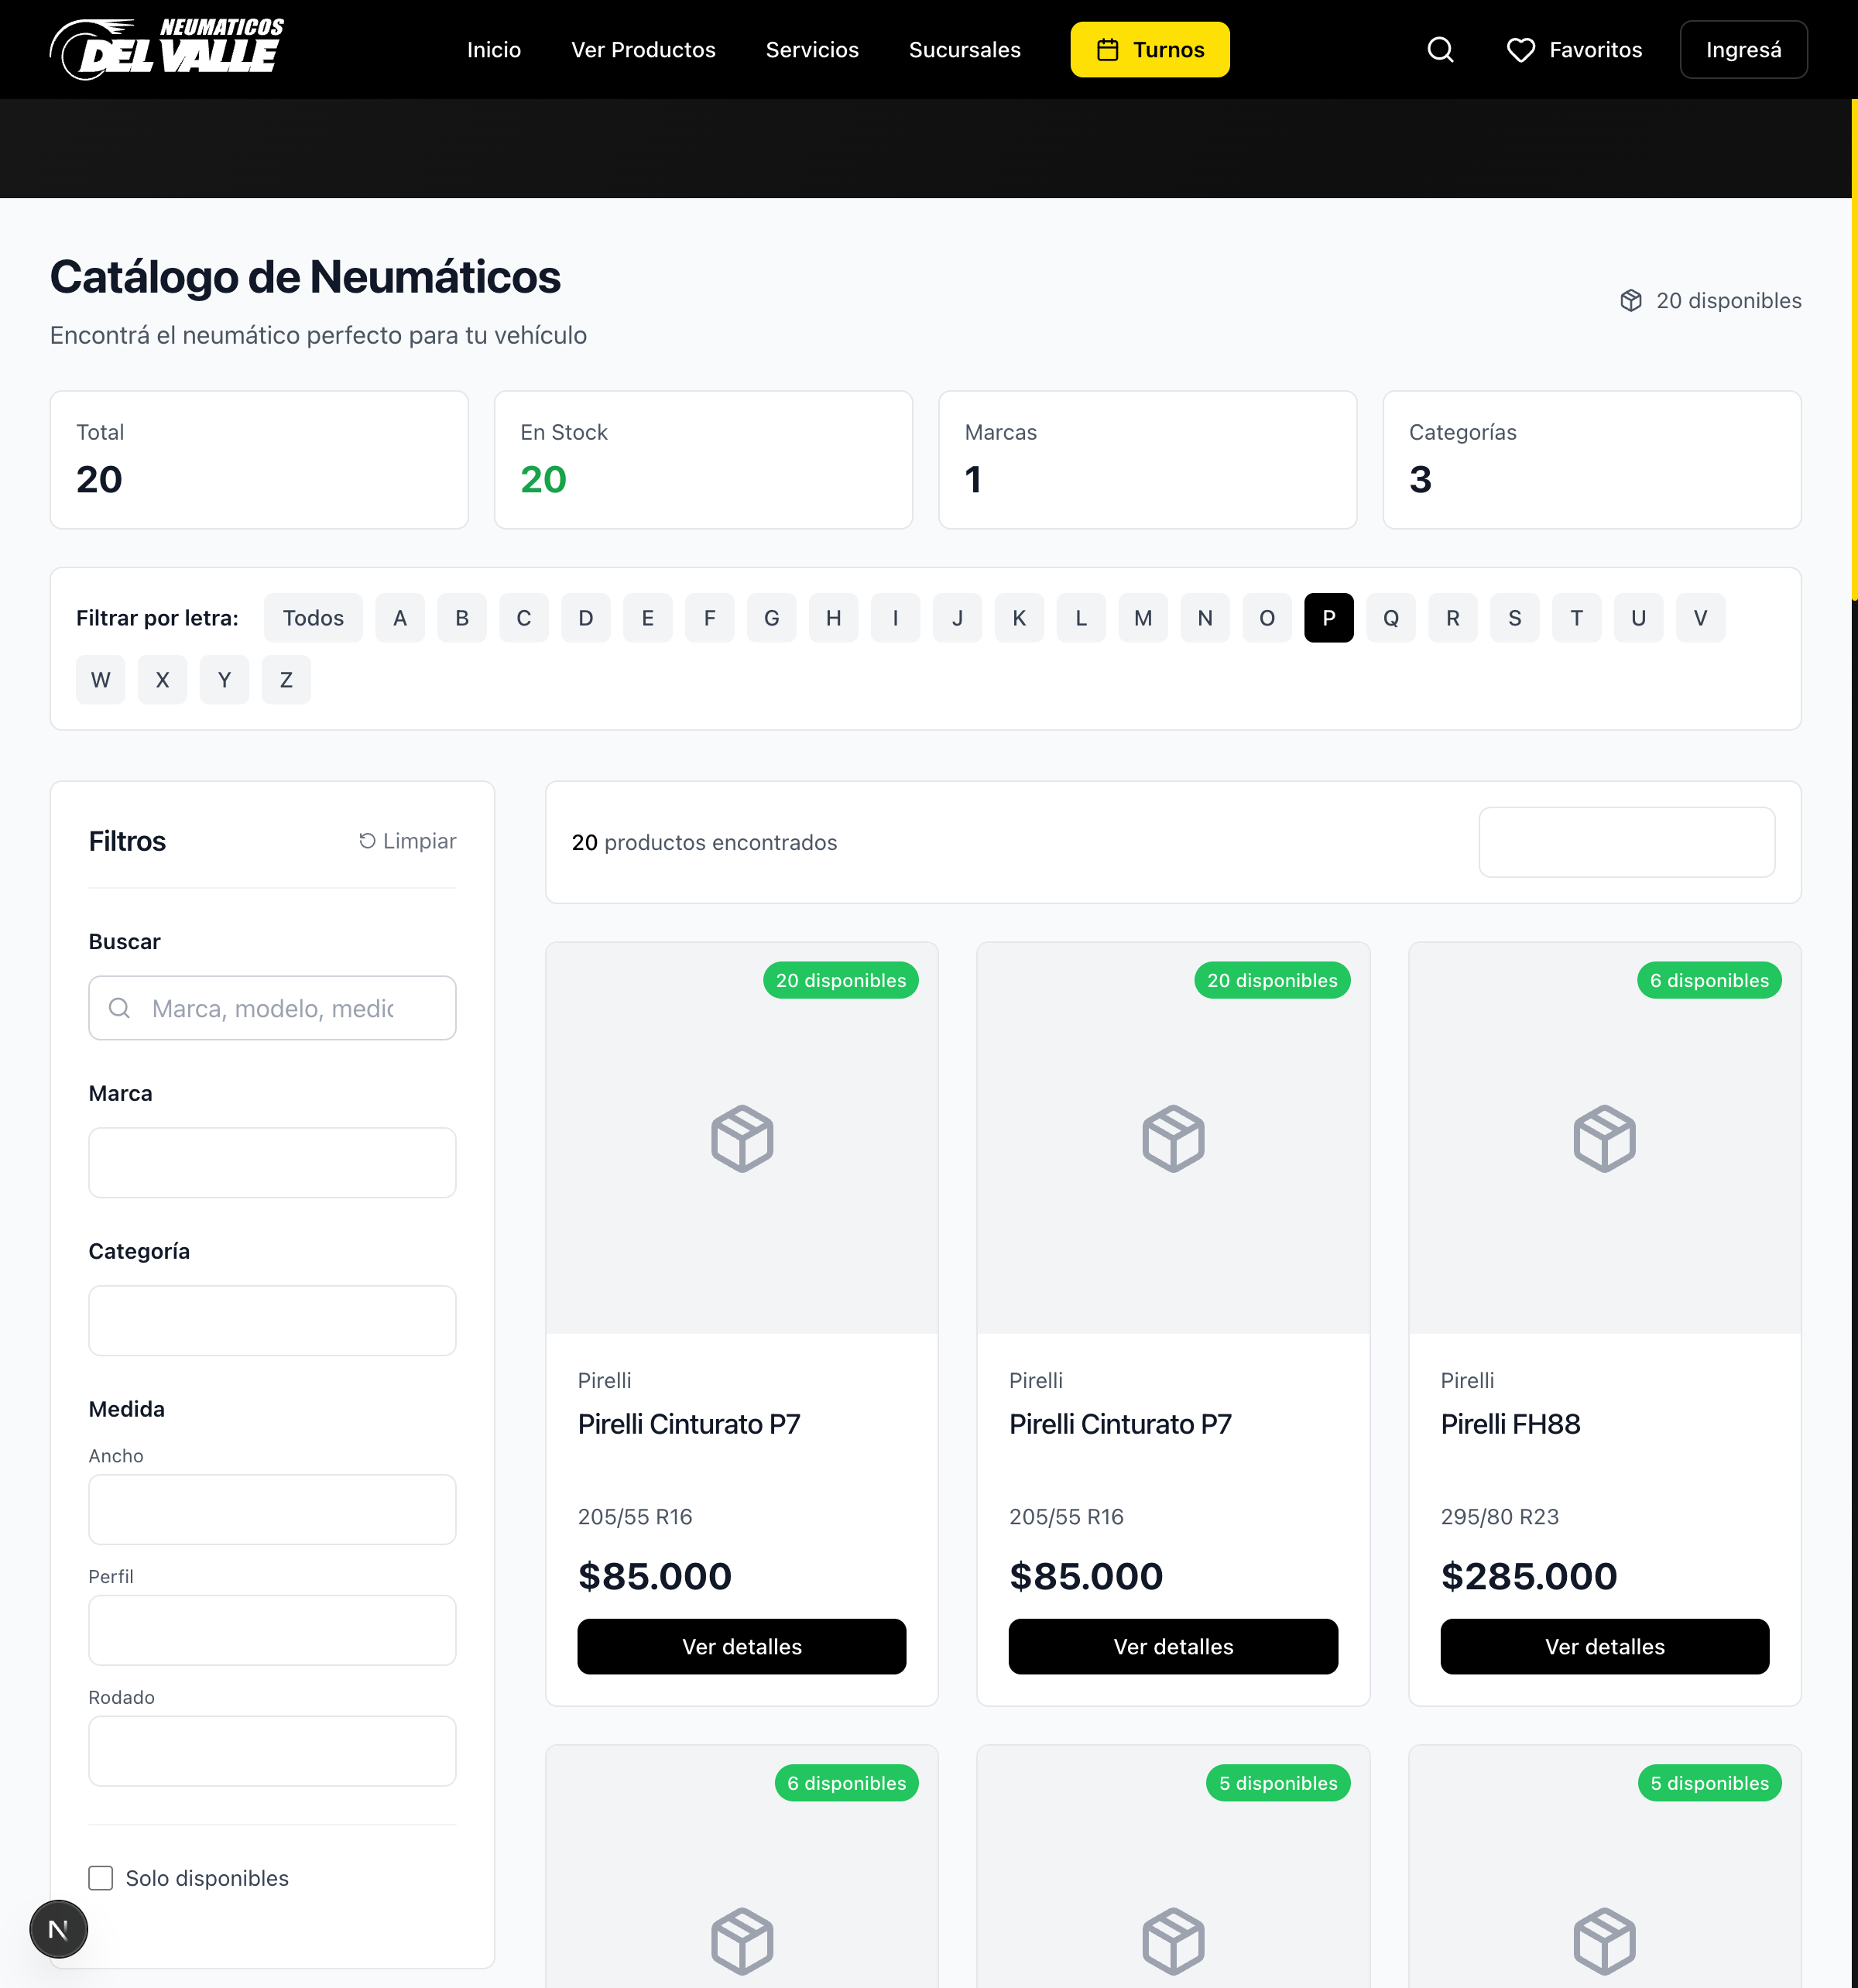 NEUMATICOS
DEL VALLE
Inicio
Ver Productos
Servicios
Sucursales
Turnos
Favoritos
Ingresá
Catálogo de Neumáticos
Encontrá el neumático perfecto para tu vehículo
20 disponibles
Total
20
En Stock
20
Marcas
1
Categorías
3
Filtrar por letra: Todos A B C D E F G H I J K L M N O P Q R S T U V
W X Y Z
Filtros
Limpiar
Buscar
Marca, modelo, medic
Marca
Categoría
Medida
Ancho
Perfil
Rodado
Solo disponibles
N
20 productos encontrados
20 disponibles
Pirelli
Pirelli Cinturato P7
205/55 R16
$85.000
Ver detalles
20 disponibles
Pirelli
Pirelli Cinturato P7
205/55 R16
$85.000
Ver detalles
6 disponibles
Pirelli
Pirelli FH88
295/80 R23
$285.000
Ver detalles
6 disponibles
5 disponibles
5 disponibles